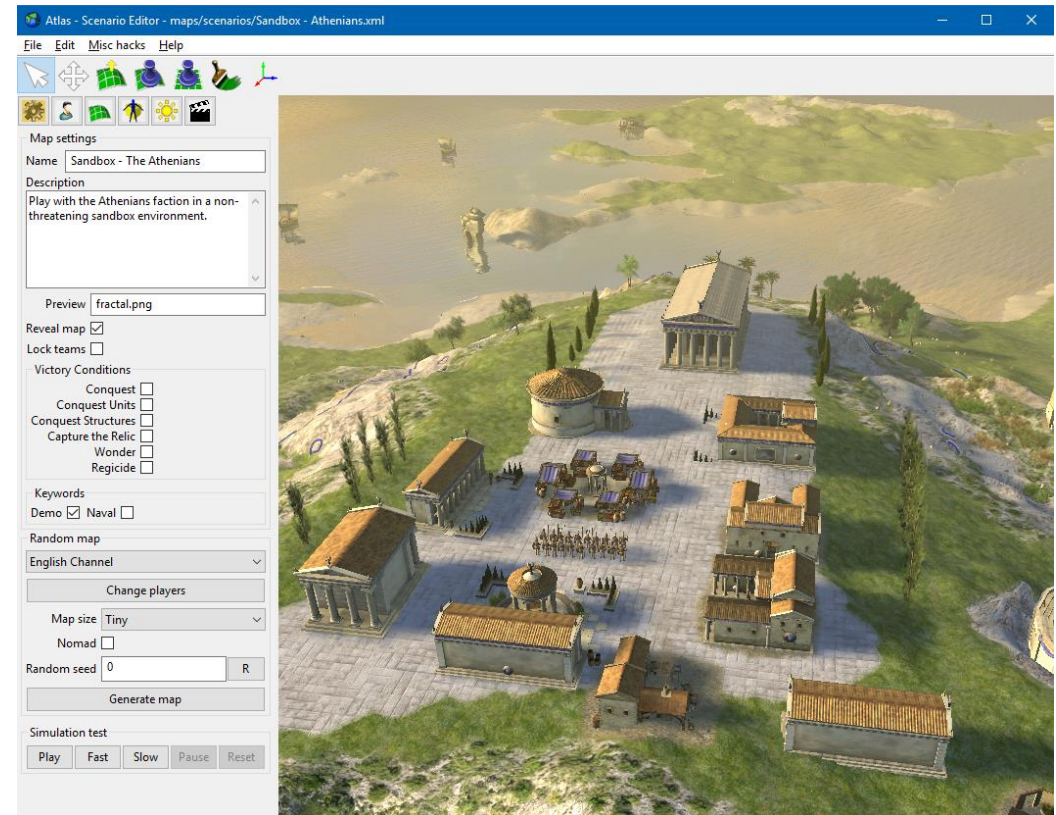 Atlas - Scenario Editor - maps/scenarios/Sandbox - Athenians.xml
File Edit Misc hacks Help
Map settings
Name Sandbox - The Athenians
Description
Play with the Athenians faction in a non-
threatening sandbox environment.
Preview fractal.png
Reveal map
Lock teams
Victory Conditions
Conquest
Conquest Units
Conquest Structures
Capture the Relic
Wonder
Regicide
Keywords
Demo Naval
Random map
English Channel
Change players
Map size Tiny
Nomad
Random seed 0 R
Generate map
Simulation test
Play Fast Slow Pause Reset